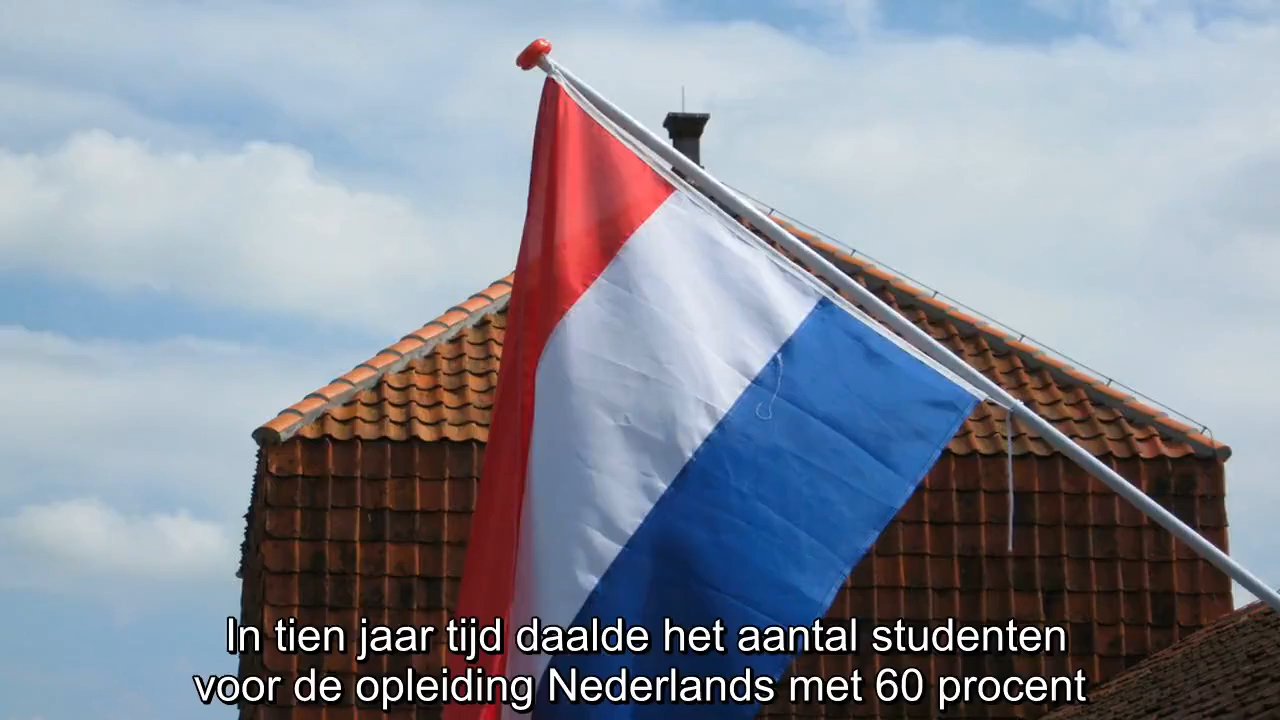 In tien jaar tijd daalde het aantal studenten
voor de opleiding Nederlands met 60 procent